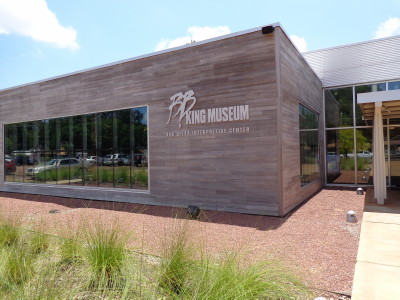 BB KING MUSEUM
AND DELTA INTERPRETIVE CENTER